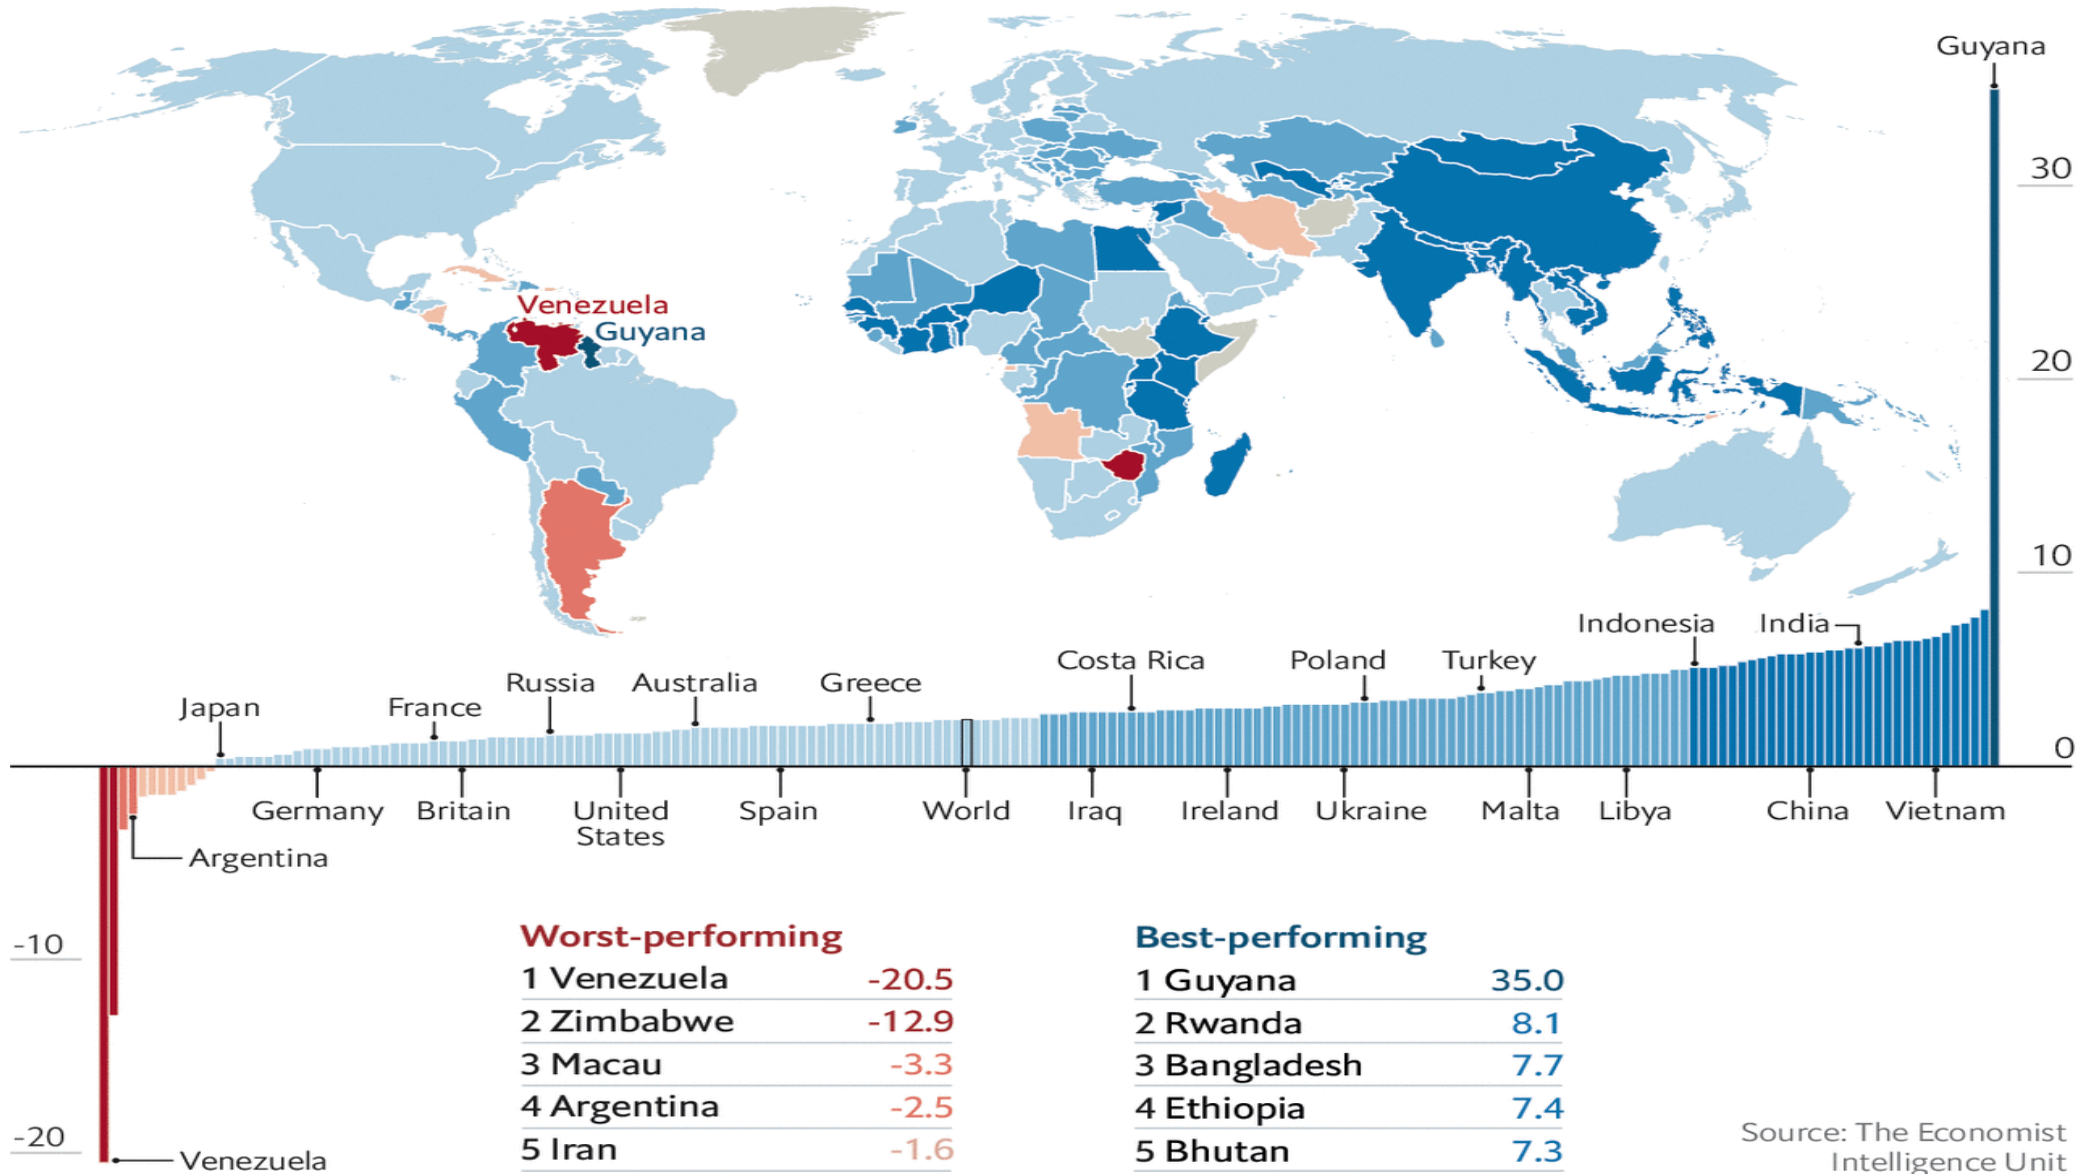 Guyana
30
Venezuela
Guyana
20
10
Indonesia
India
Costa Rica
Poland
Turkey
Russia
Australia
Greece
Japan
France
0
Germany
Britain
United
States
Spain
World
Iraq
Ireland
Ukraine
Malta
Libya
China
Vietnam
Argentina
-10
-20
Venezuela
Worst-performing
1 Venezuela -20.5
2 Zimbabwe -12.9
3 Macau -3.3
4 Argentina -2.5
5 Iran -1.6
Best-performing
1 Guyana 35.0
2 Rwanda 8.1
3 Bangladesh 7.7
4 Ethiopia 7.4
5 Bhutan 7.3
Source: The Economist
Intelligence Unit